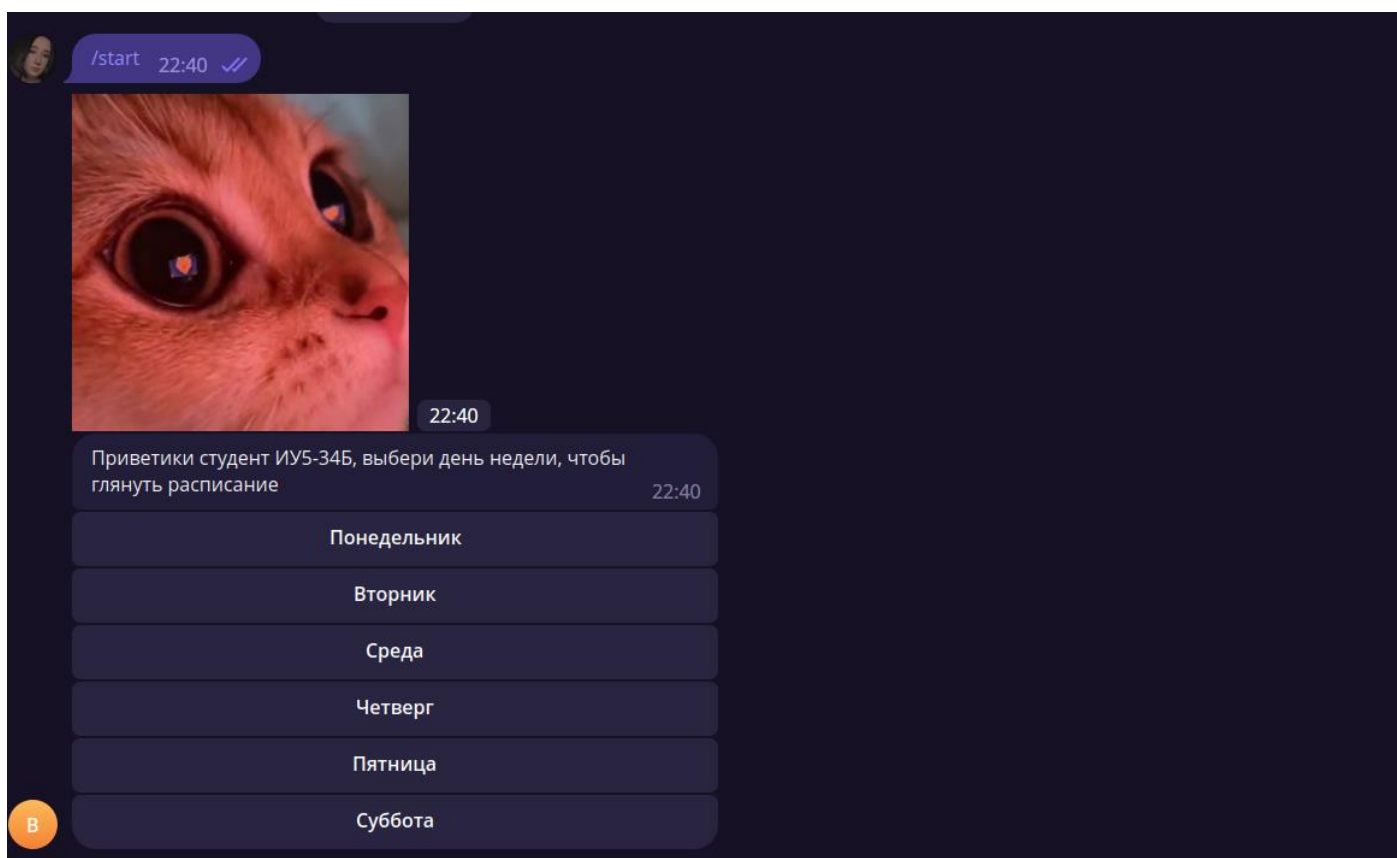 /start 22:40
22:40
Приветики студент ИУ5-34Б, выбери день недели, чтобы
глянуть расписание 22:40
Понедельник
Вторник
Среда
Четверг
Пятница
Суббота
B